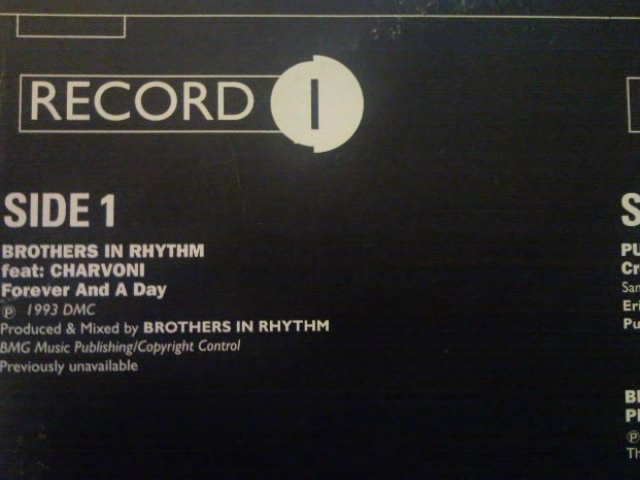 RECORD 1
SIDE 1
BROTHERS IN RHYTHM
feat: CHARVONI
Forever And A Day
℗ 1993 DMC
Produced & Mixed by BROTHERS IN RHYTHM
BMG Music Publishing/Copyright Control
Previously unavailable